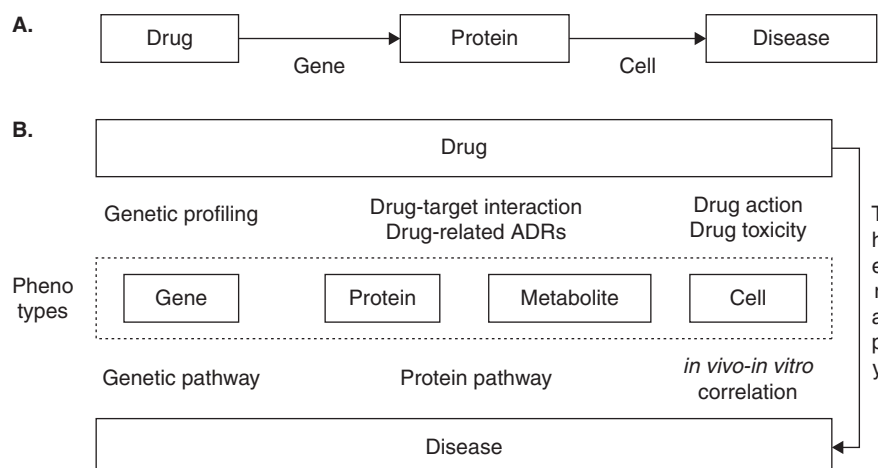 A.
Drug
Protein
Disease
Gene
Cell
B.
Drug
Genetic profiling
Drug-target interaction
Drug-related ADRs
Drug action
Drug toxicity
Pheno
types
Gene
Protein
Metabolite
Cell
Genetic pathway
Protein pathway
in vivo-in vitro
correlation
Disease